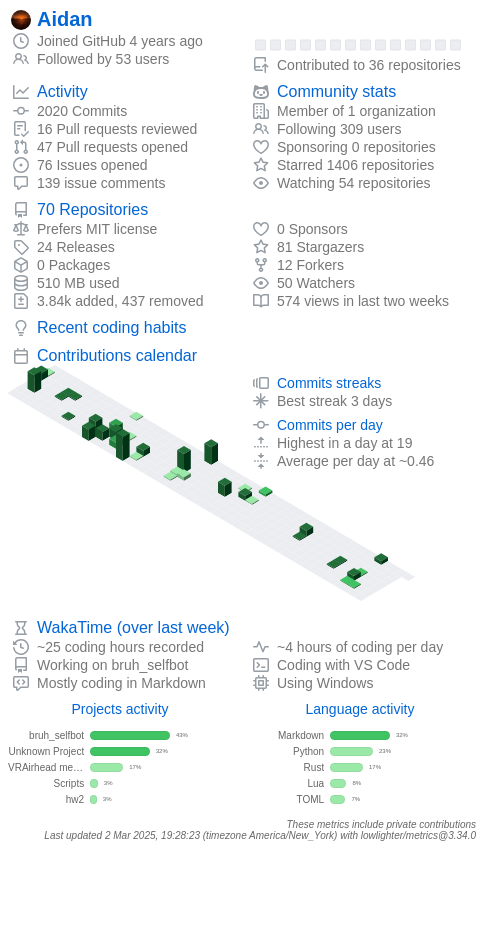 Aidan
Joined GitHub 4 years ago
Followed by 53 users
Contributed to 36 repositories
Activity
2020 Commits
16 Pull requests reviewed
47 Pull requests opened
76 Issues opened
139 issue comments
Community stats
Member of 1 organization
Following 309 users
Sponsoring 0 repositories
Starred 1406 repositories
Watching 54 repositories
70 Repositories
Prefers MIT license
24 Releases
0 Packages
510 MB used
3.84k added, 437 removed
0 Sponsors
81 Stargazers
12 Forkers
50 Watchers
574 views in last two weeks
Recent coding habits
Contributions calendar
Commits streaks
Best streak 3 days
Commits per day
Highest in a day at 19
Average per day at ~0.46
WakaTime (over last week)
~25 coding hours recorded
Working on bruh_selfbot
Mostly coding in Markdown
~4 hours of coding per day
Coding with VS Code
Using Windows
Projects activity
bruh_selfbot 43%
Unknown Project 32%
VRAirhead me... 17%
Scripts 3%
hw2 3%
Language activity
Markdown 32%
Python 23%
Rust 17%
Lua 8%
TOML 7%
These metrics include private contributions
Last updated 2 Mar 2025, 19:28:23 (timezone America/New_York) with lowlighter/metrics@3.34.0